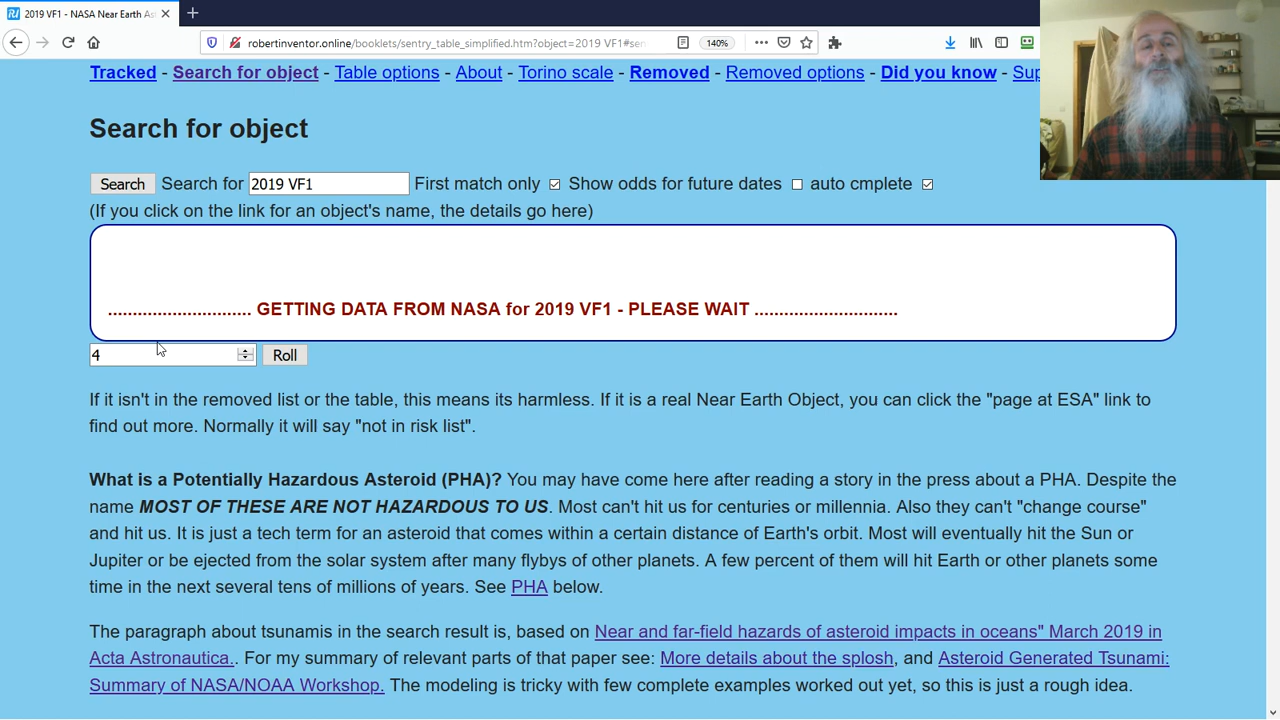 2019 VF1 - NASA Near Earth As
robertinventor.online/booklets/sentry_table_simplified.htm?object=2019 VF1#sen
140%
Tracked - Search for object - Table options - About - Torino scale - Removed - Removed options - Did you know - Sup
Search for object
Search Search for 2019 VF1 First match only Show odds for future dates auto cmplete
(If you click on the link for an object's name, the details go here)
............................. GETTING DATA FROM NASA for 2019 VF1 - PLEASE WAIT .............................
4 Roll
If it isn't in the removed list or the table, this means its harmless. If it is a real Near Earth Object, you can click the "page at ESA" link to
find out more. Normally it will say "not in risk list".
What is a Potentially Hazardous Asteroid (PHA)? You may have come here after reading a story in the press about a PHA. Despite the
name MOST OF THESE ARE NOT HAZARDOUS TO US. Most can't hit us for centuries or millennia. Also they can't "change course"
and hit us. It is just a tech term for an asteroid that comes within a certain distance of Earth's orbit. Most will eventually hit the Sun or
Jupiter or be ejected from the solar system after many flybys of other planets. A few percent of them will hit Earth or other planets some
time in the next several tens of millions of years. See PHA below.
The paragraph about tsunamis in the search result is, based on Near and far-field hazards of asteroid impacts in oceans" March 2019 in
Acta Astronautica.. For my summary of relevant parts of that paper see: More details about the splosh, and Asteroid Generated Tsunami:
Summary of NASA/NOAA Workshop. The modeling is tricky with few complete examples worked out yet, so this is just a rough idea.